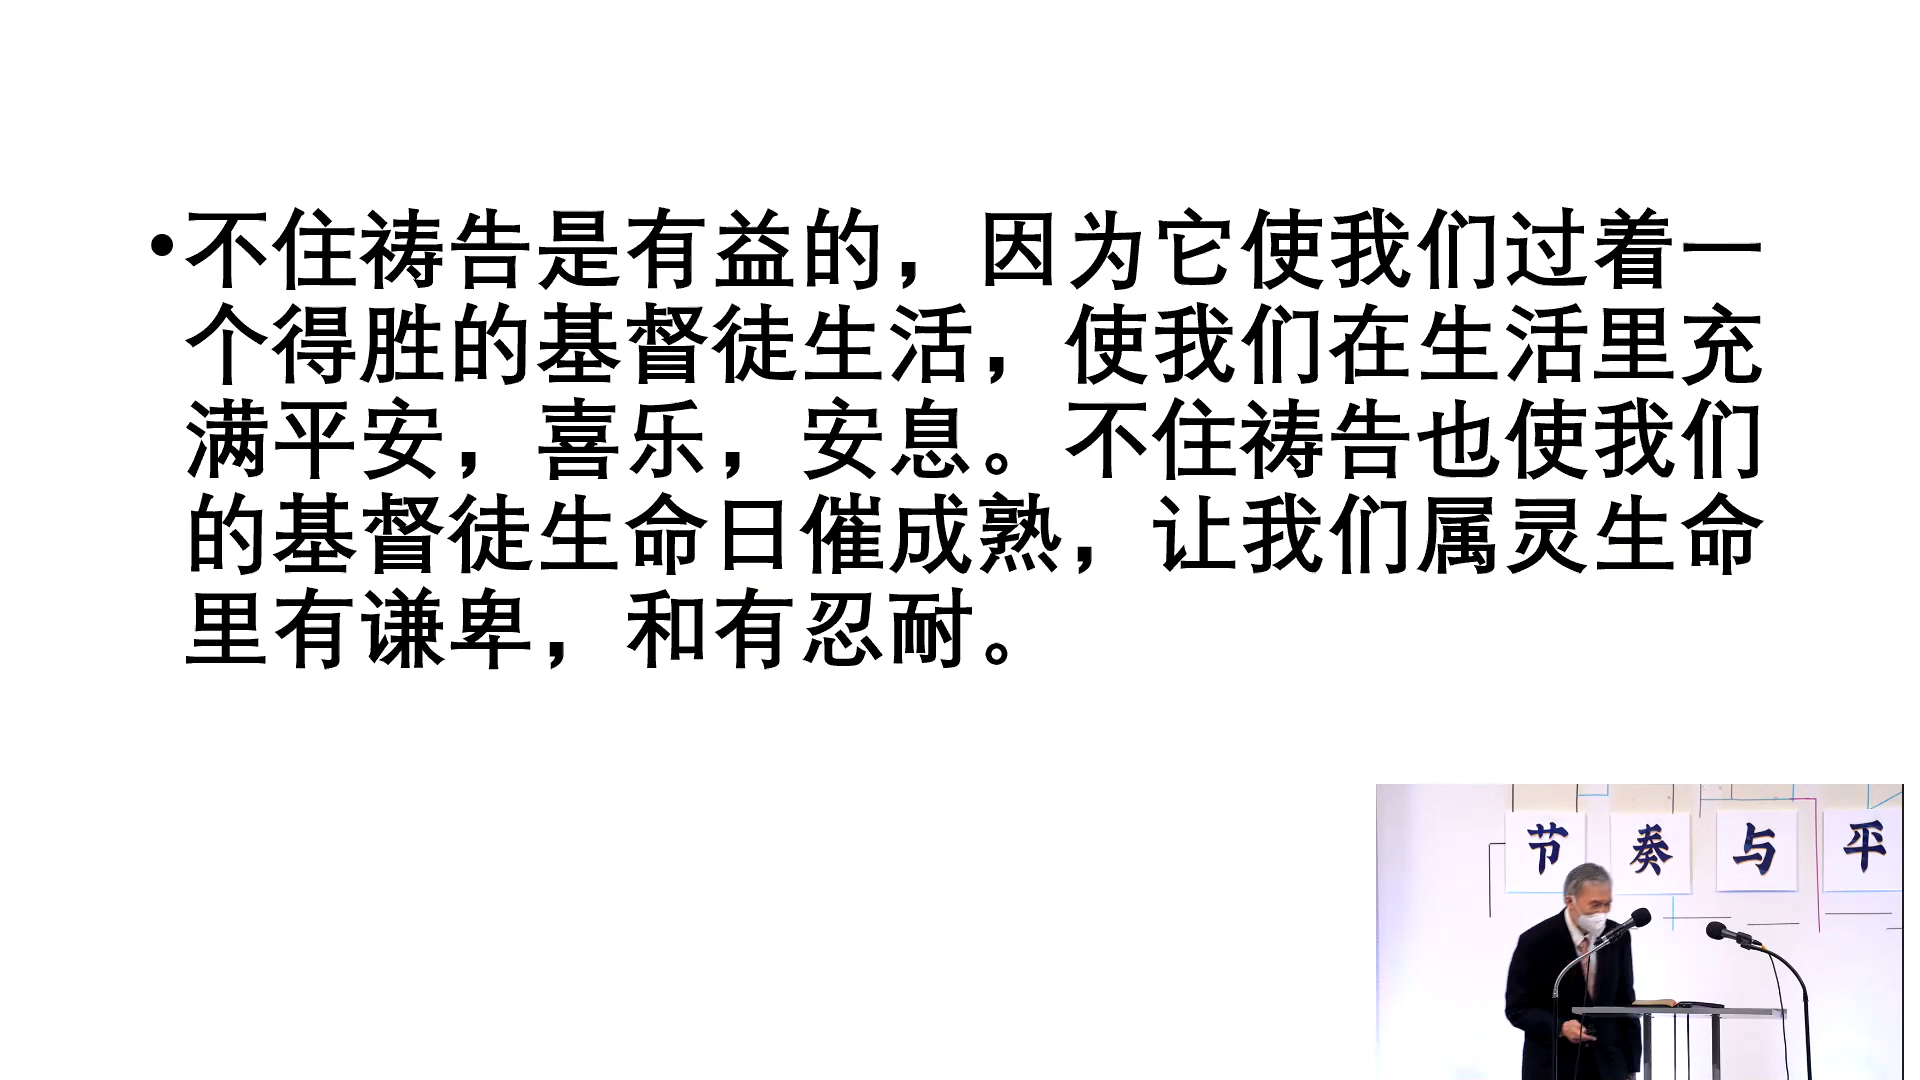 •不住祷告是有益的，因为它使我们过着一
个得胜的基督徒生活，使我们在生活里充
满平安，喜乐，安息。不住祷告也使我们
的基督徒生命日催成熟，让我们属灵生命
里有谦卑，和有忍耐。
节奏与平